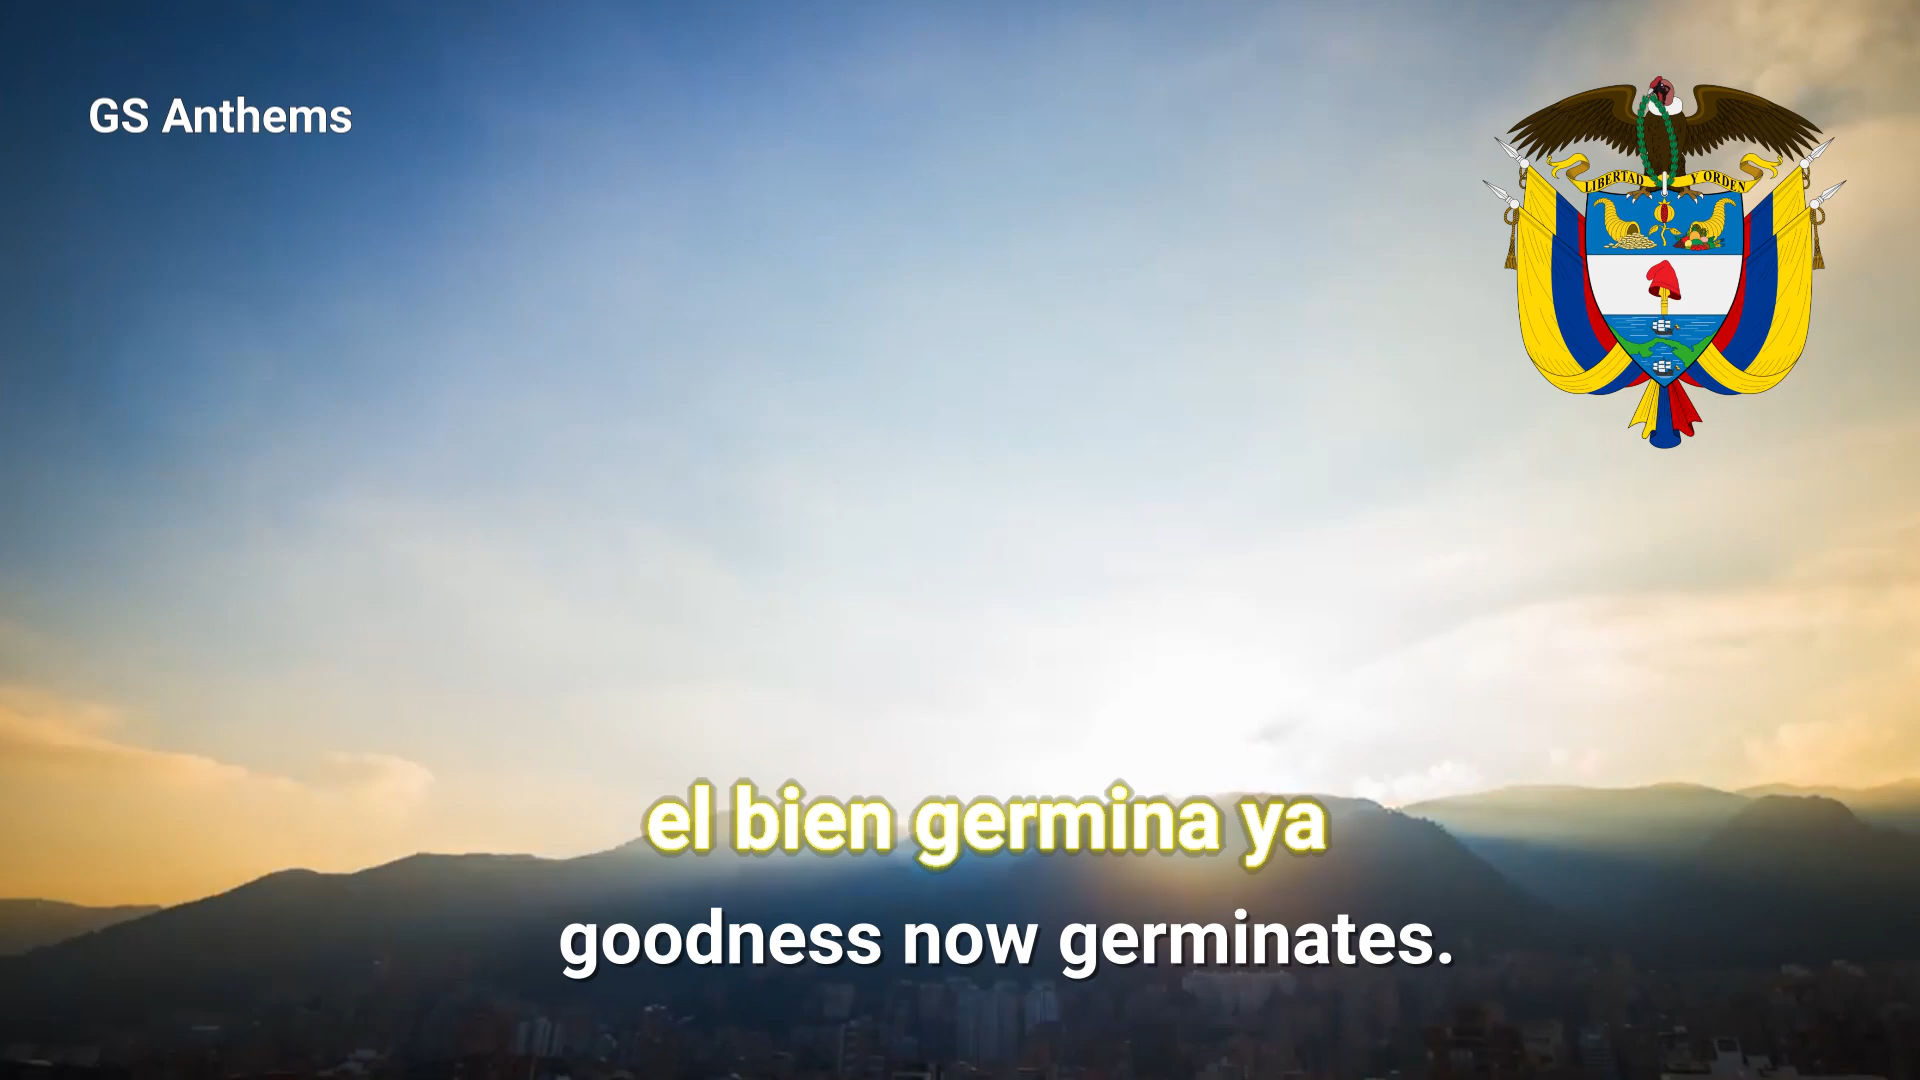 GS Anthems
LIBERTAD Y ORDEN
el bien germina ya
goodness now germinates.